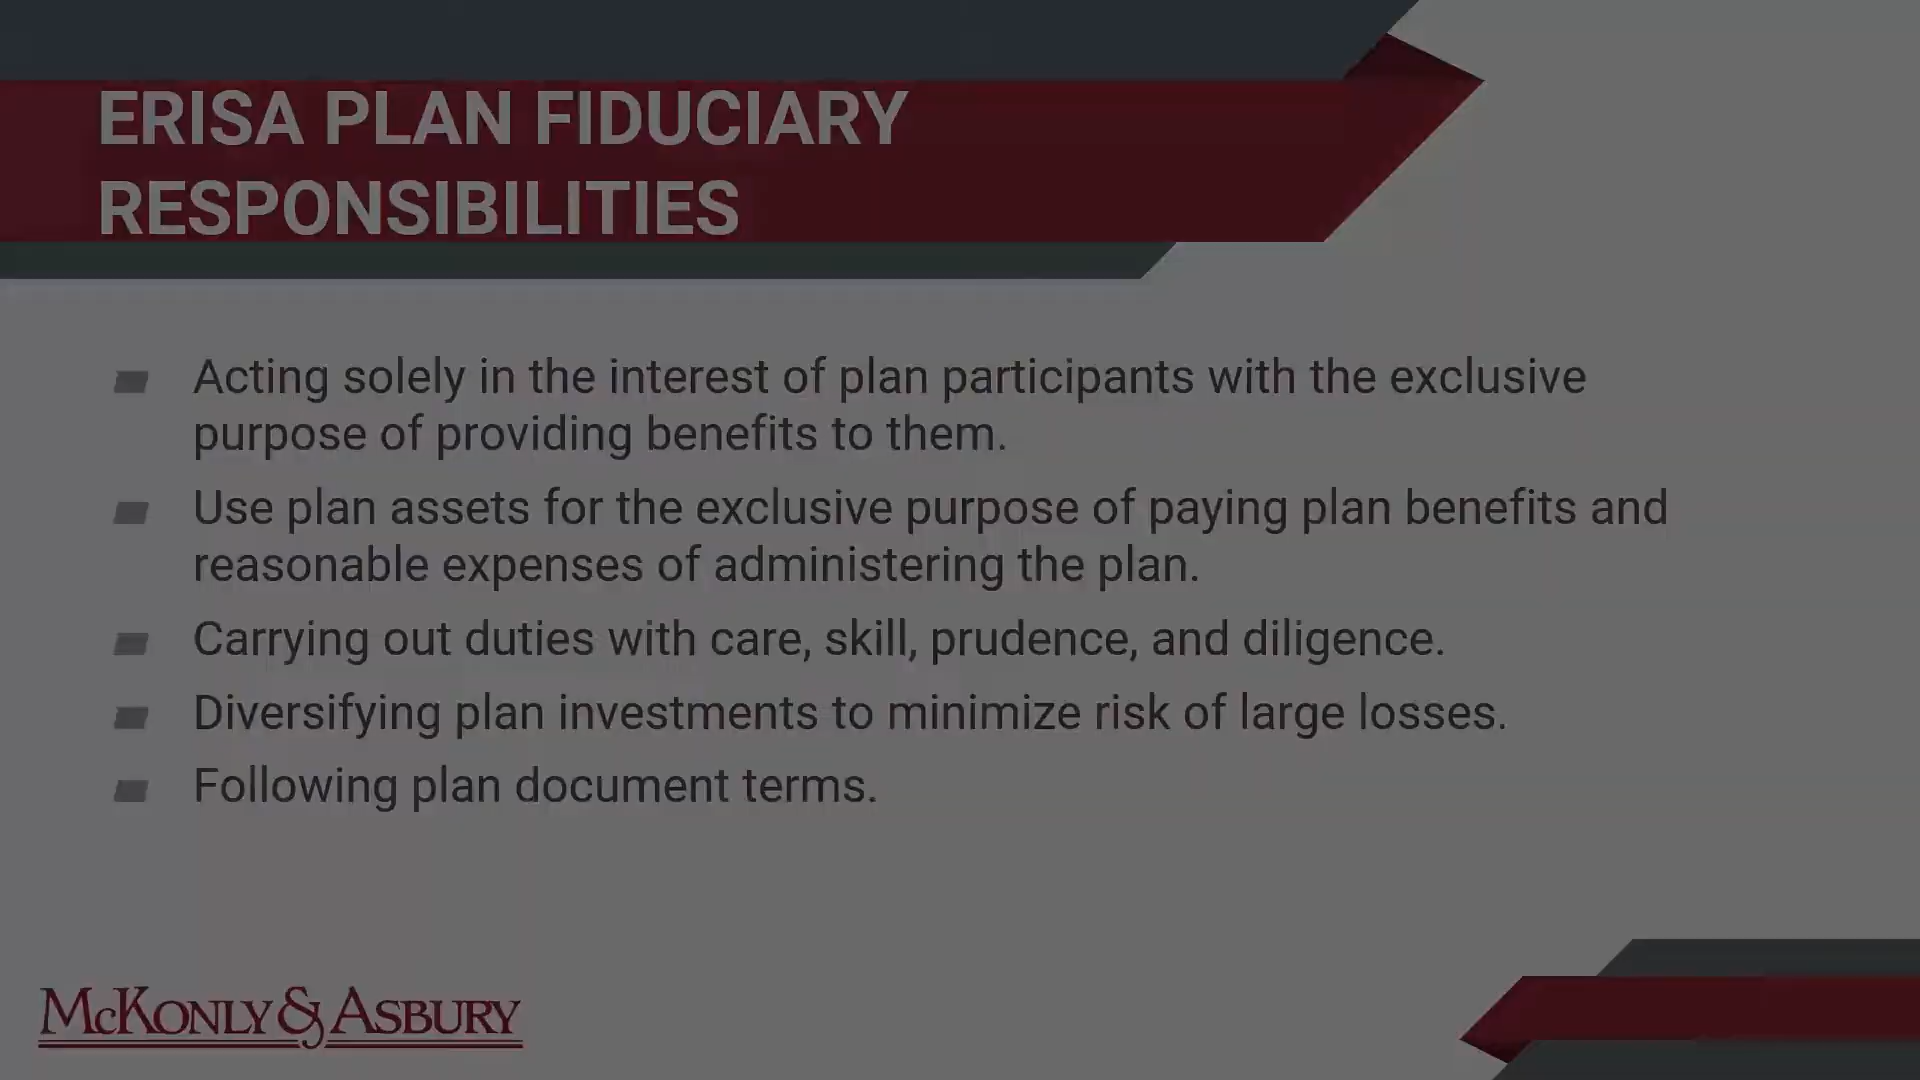 ERISA PLAN FIDUCIARY
RESPONSIBILITIES
Acting solely in the interest of plan participants with the exclusive
purpose of providing benefits to them.
Use plan assets for the exclusive purpose of paying plan benefits and
reasonable expenses of administering the plan.
Carrying out duties with care, skill, prudence, and diligence.
Diversifying plan investments to minimize risk of large losses.
Following plan document terms.
McKonly & Asbury